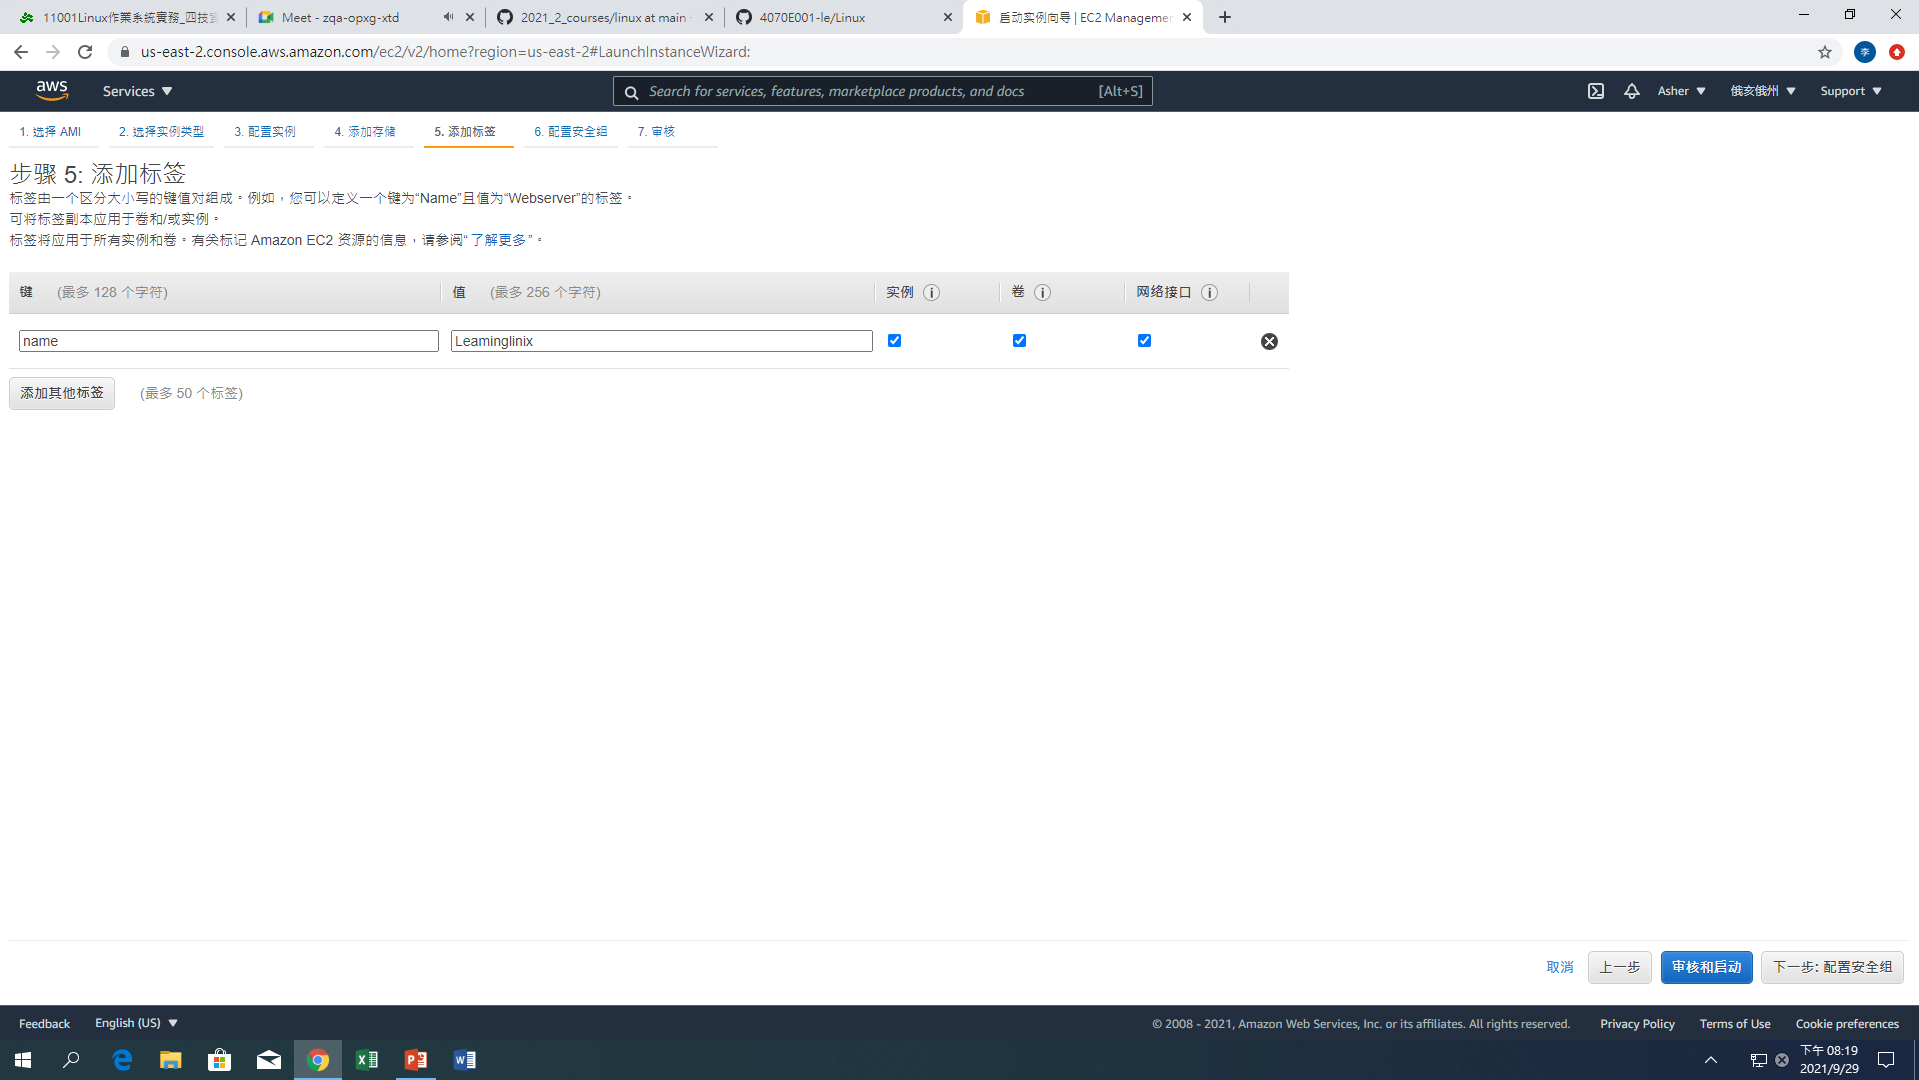 11001Linux作業系統實務_四技資
Meet - zqa-opxg-xtd
2021_2_courses/linux at main
4070E001-le/Linux
启动实例向导 | EC2 Managemen
us-east-2.console.aws.amazon.com/ec2/v2/home?region=us-east-2#LaunchInstanceWizard:
李
aws
Services
Search for services, features, marketplace products, and docs
[Alt+S]
Asher
俄亥俄州
Support
1. 选择 AMI
2. 选择实例类型
3. 配置实例
4. 添加存储
5. 添加标签
6. 配置安全组
7. 审核
步骤 5: 添加标签
标签由一个区分大小写的键值对组成。例如，您可以定义一个键为“Name”且值为“Webserver”的标签。
可将标签副本应用于卷和/或实例。
标签将应用于所有实例和卷。有关标记 Amazon EC2 资源的信息，请参阅“了解更多”。
键 (最多 128 个字符)
值 (最多 256 个字符)
实例
卷
网络接口
name
Leaminglinix
添加其他标签
(最多 50 个标签)
取消
上一步
审核和启动
下一步: 配置安全组
Feedback
English (US)
© 2008 - 2021, Amazon Web Services, Inc. or its affiliates. All rights reserved.
Privacy Policy
Terms of Use
Cookie preferences
下午 08:19
2021/9/29